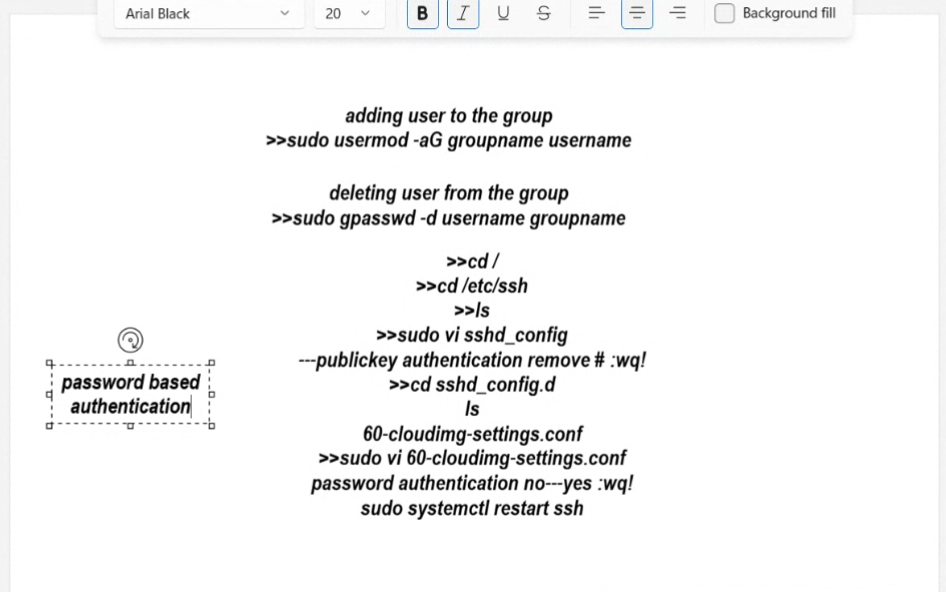 Arial Black
20
B
I
U
S
Background fill
adding user to the group
>>sudo usermod -aG groupname username
deleting user from the group
>>sudo gpasswd -d username groupname
>>cd /
>>cd /etc/ssh
>>ls
>>sudo vi sshd_config
---publickey authentication remove # :wq!
>>cd sshd_config.d
ls
60-cloudimg-settings.conf
>>sudo vi 60-cloudimg-settings.conf
password authentication no---yes :wq!
sudo systemctl restart ssh
password based
authentication